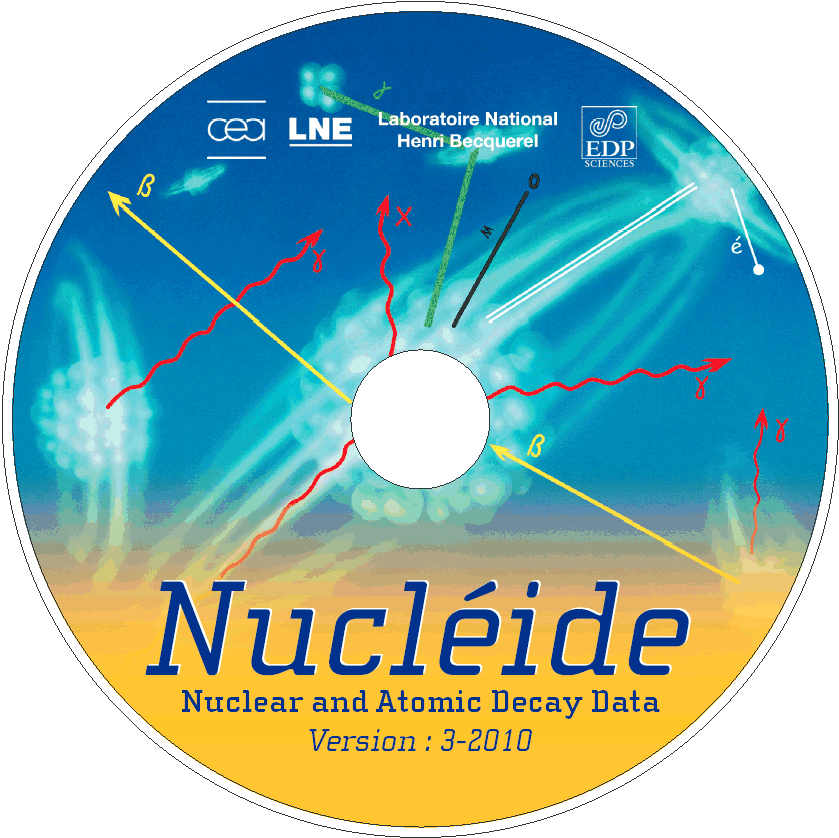 cea
LNE
Laboratoire National
Henri Becquerel
EDP
SCIENCES
β
γ
X
é
γ
β
γ
Nucléide
Nuclear and Atomic Decay Data
Version : 3-2010